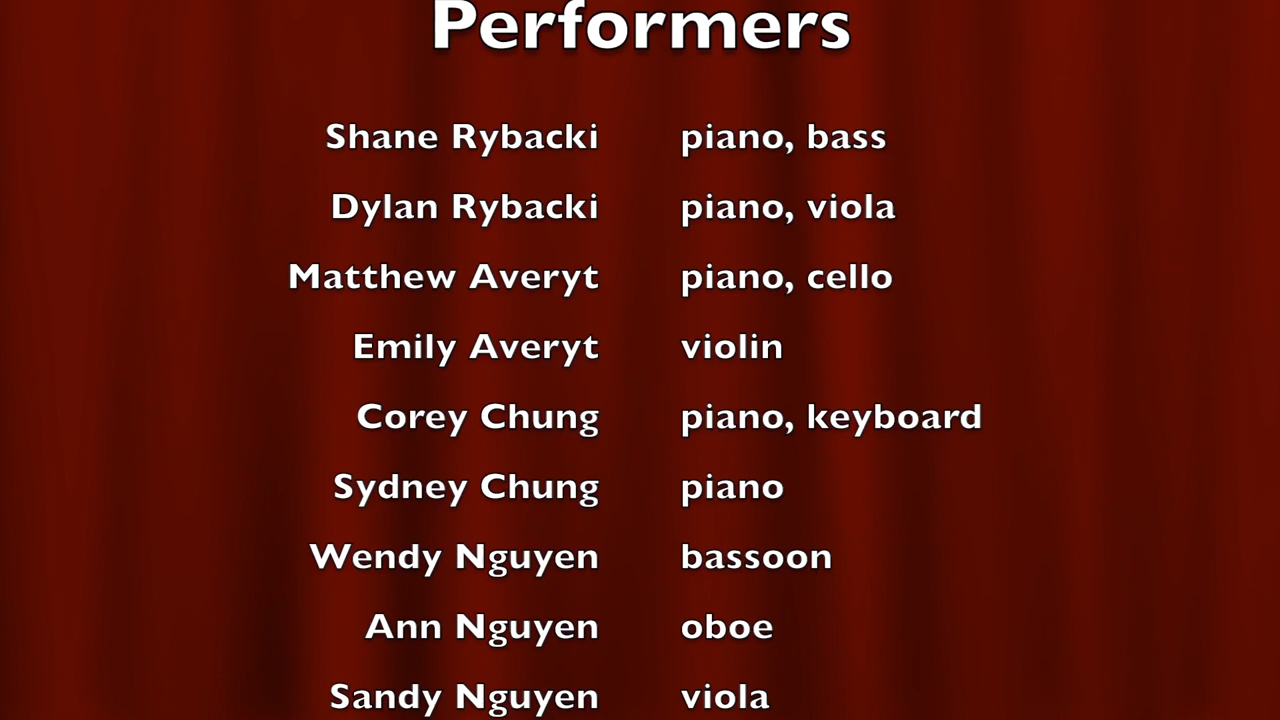 Performers
Shane Rybacki piano, bass
Dylan Rybacki piano, viola
Matthew Averyt piano, cello
Emily Averyt violin
Corey Chung piano, keyboard
Sydney Chung piano
Wendy Nguyen bassoon
Ann Nguyen oboe
Sandy Nguyen viola